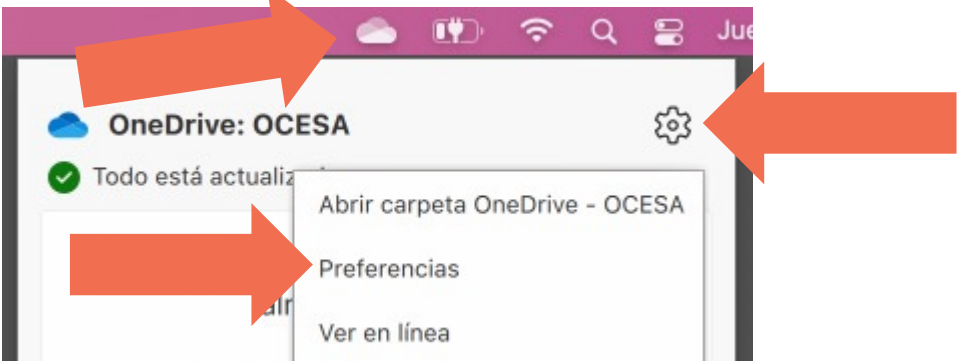 Jue
OneDrive: OCESA
Todo está actualiz
Abrir carpeta OneDrive - OCESA
Preferencias
Ver en línea